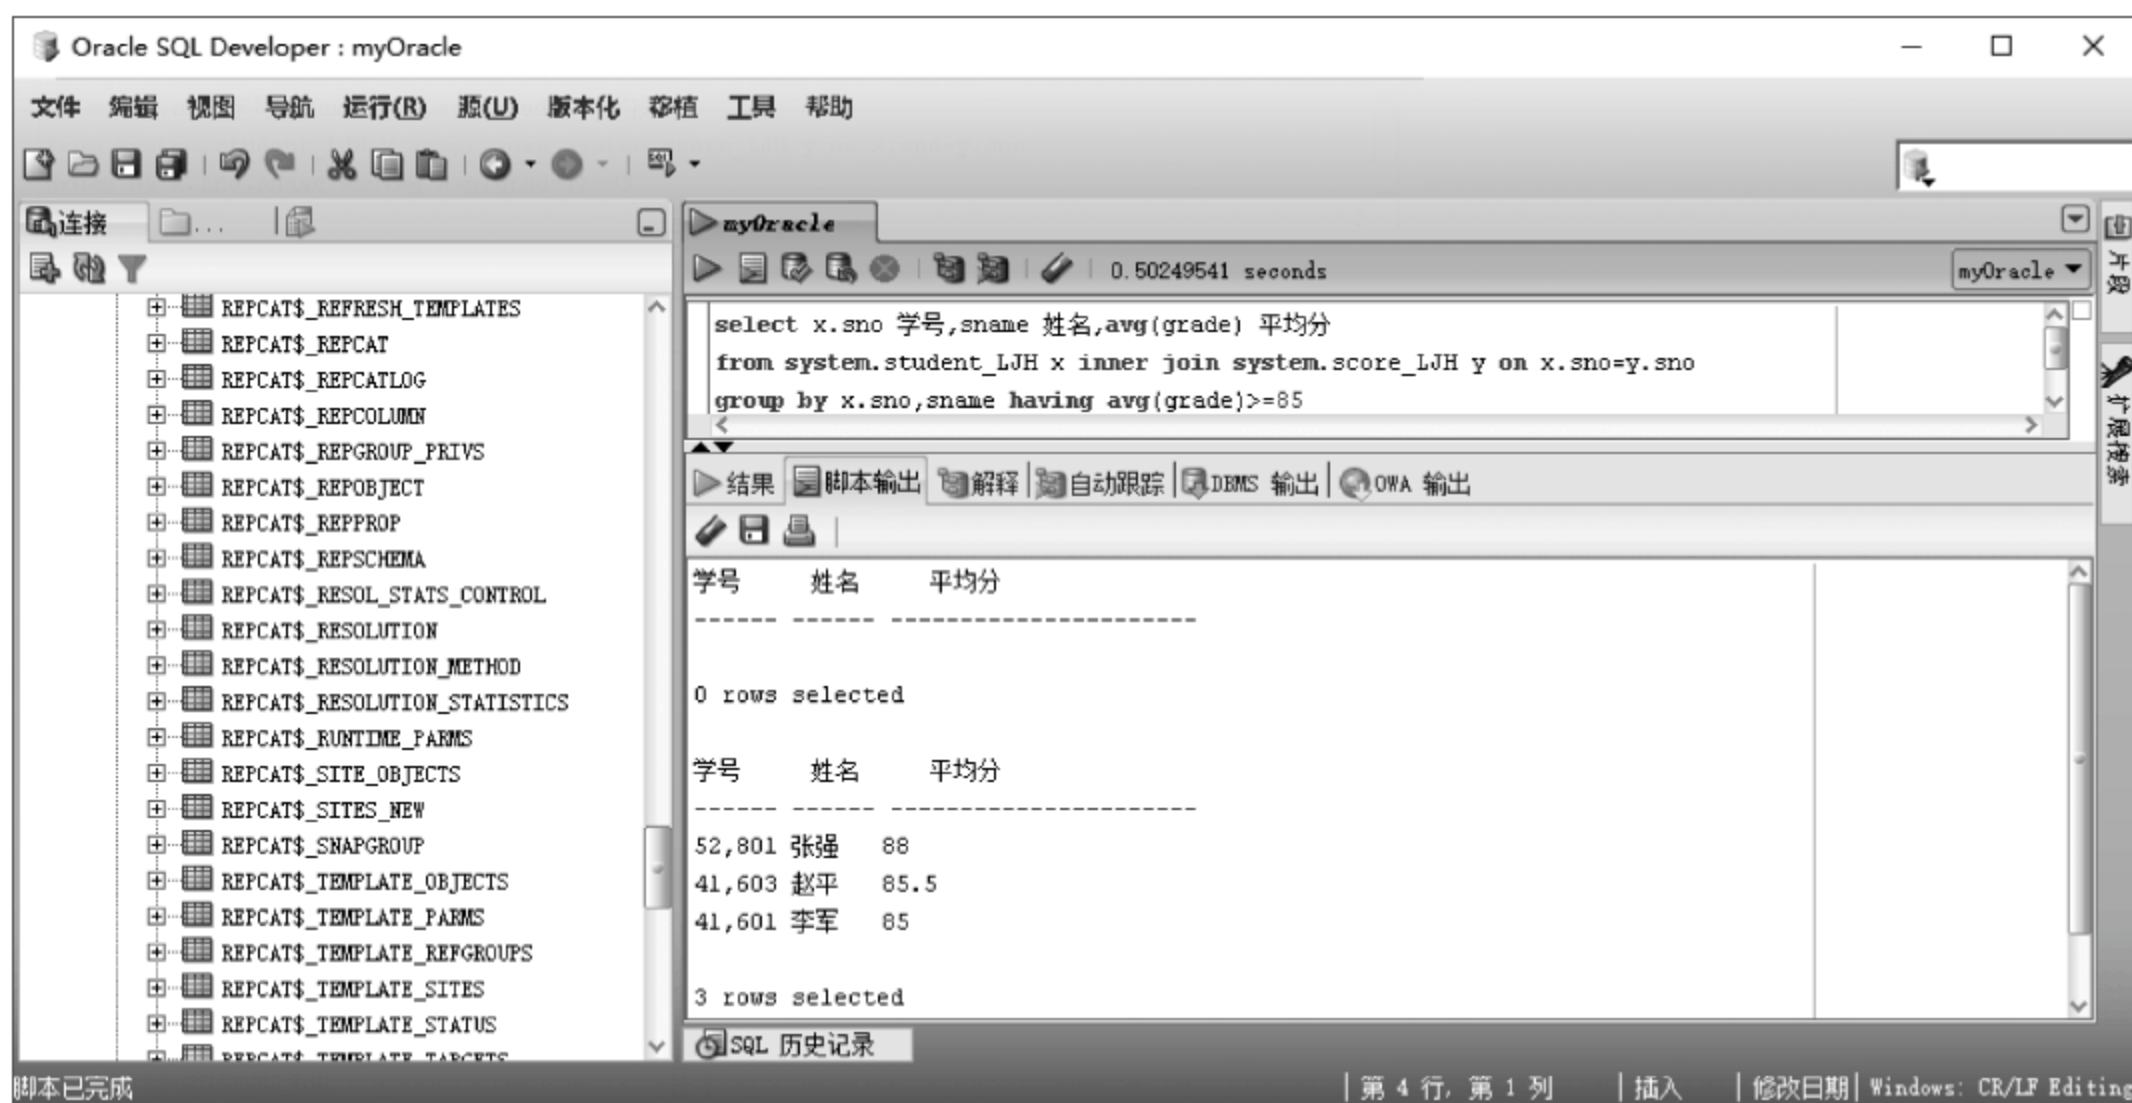 Oracle SQL Developer : myOracle
文件 编辑 视图 导航 运行(R) 源(U) 版本化 移植 工具 帮助
连接
...
REPCAT$_REFRESH_TEMPLATES
REPCAT$_REPCAT
REPCAT$_REPCATLOG
REPCAT$_REPCOLUMN
REPCAT$_REPGROUP_PRIVS
REPCAT$_REPOBJECT
REPCAT$_REPPROP
REPCAT$_REPSCHEMA
REPCAT$_RESOL_STATS_CONTROL
REPCAT$_RESOLUTION
REPCAT$_RESOLUTION_METHOD
REPCAT$_RESOLUTION_STATISTICS
REPCAT$_RUNTIME_PARMS
REPCAT$_SITE_OBJECTS
REPCAT$_SITES_NEW
REPCAT$_SNAPGROUP
REPCAT$_TEMPLATE_OBJECTS
REPCAT$_TEMPLATE_PARMS
REPCAT$_TEMPLATE_REFGROUPS
REPCAT$_TEMPLATE_SITES
REPCAT$_TEMPLATE_STATUS
REPCAT$_TEMPLATE_TARGETS
myOracle
0.50249541 seconds
myOracle
select x.sno 学号,sname 姓名,avg(grade) 平均分
from system.student_LJH x inner join system.score_LJH y on x.sno=y.sno
group by x.sno,sname having avg(grade)>=85
结果 脚本输出 解释 自动跟踪 DBMS 输出 OWA 输出
学号 姓名 平均分
------ ------ ----------------------
0 rows selected
学号 姓名 平均分
------ ------ ----------------------
52,801 张强 88
41,603 赵平 85.5
41,601 李军 85
3 rows selected
SQL 历史记录
片段
扩展搜索
脚本已完成
第 4 行, 第 1 列 插入 修改日期 Windows: CR/LF Editing